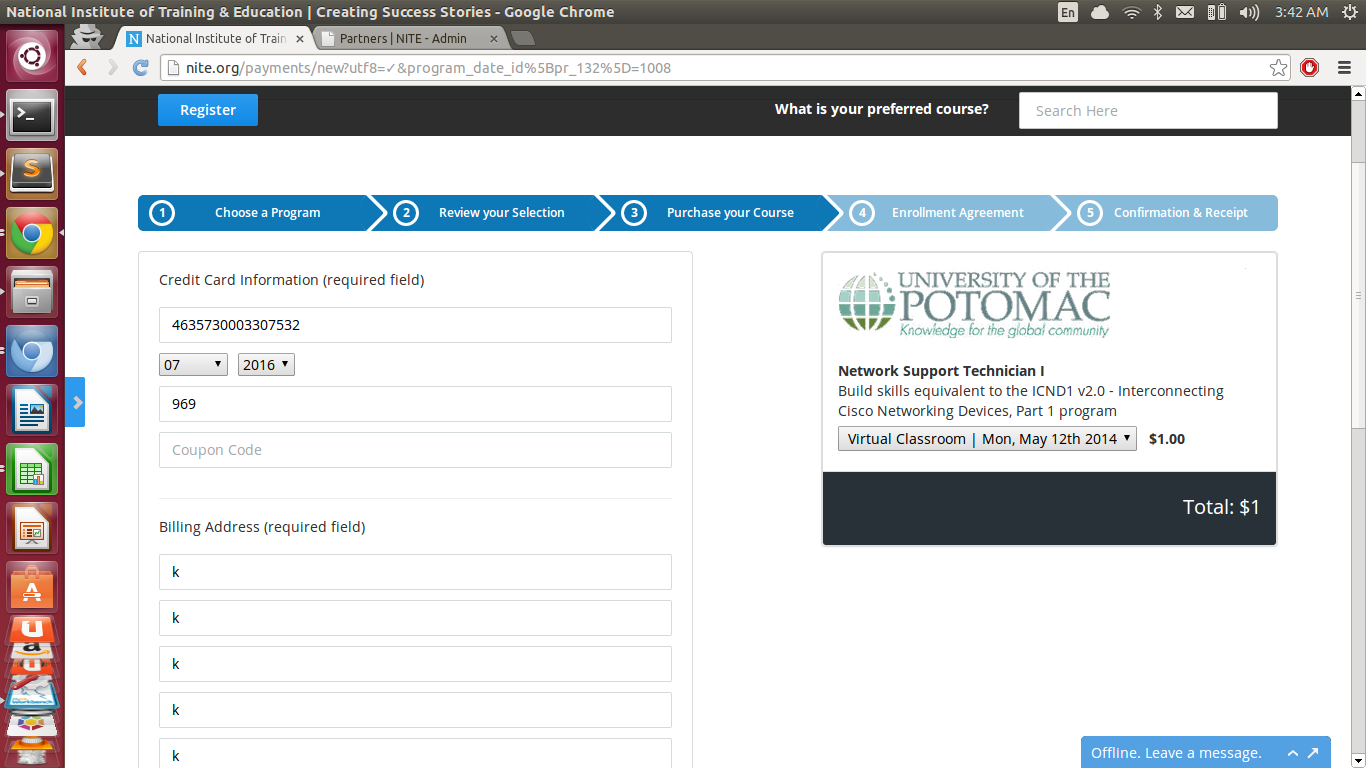 National Institute of Training & Education | Creating Success Stories - Google Chrome
En
3:42 AM
National Institute of Train
Partners | NITE - Admin
nite.org/payments/new?utf8=✓&program_date_id%5Bpr_132%5D=1008
Register
What is your preferred course?
Search Here
1 Choose a Program
2 Review your Selection
3 Purchase your Course
4 Enrollment Agreement
5 Confirmation & Receipt
Credit Card Information (required field)
4635730003307532
07 2016
969
Coupon Code
Billing Address (required field)
k
k
k
k
k
UNIVERSITY OF THE
POTOMAC
Knowledge for the global community
Network Support Technician I
Build skills equivalent to the ICND1 v2.0 - Interconnecting
Cisco Networking Devices, Part 1 program
Virtual Classroom | Mon, May 12th 2014 $1.00
Total: $1
Offline. Leave a message.